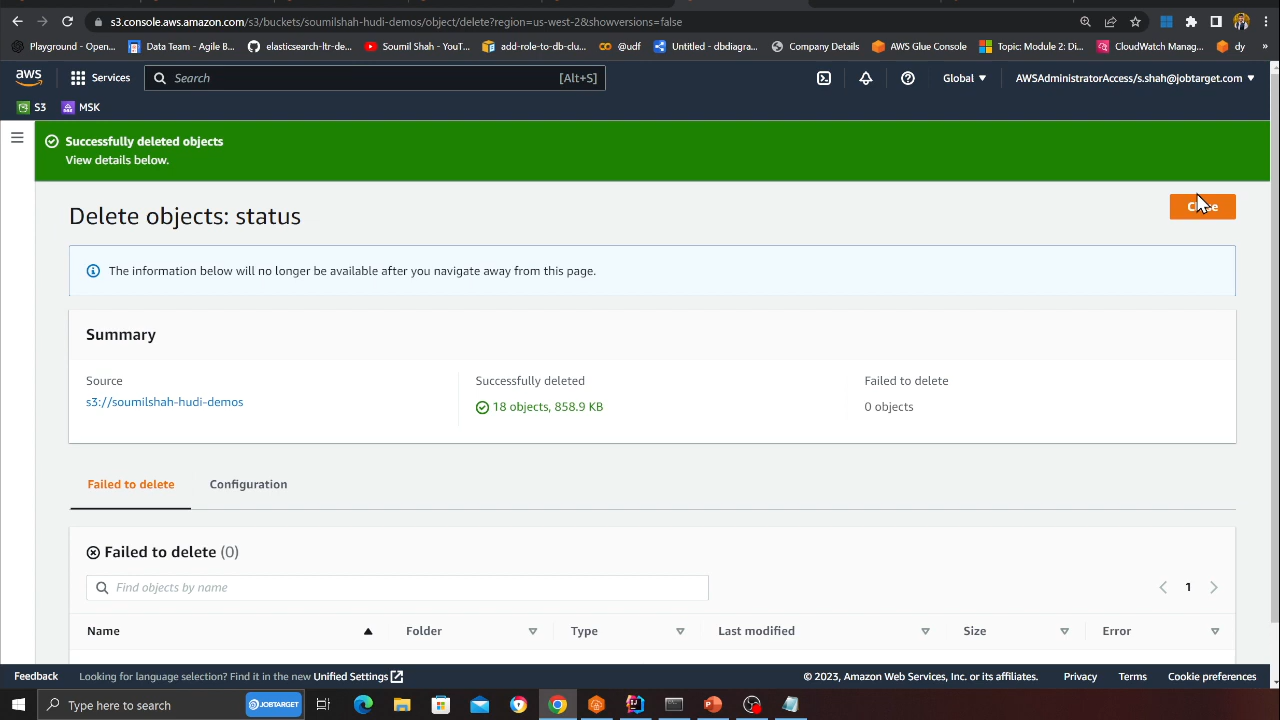 s3.console.aws.amazon.com/s3/buckets/soumilshah-hudi-demos/object/delete?region=us-west-2&showversions=false
Playground - Open...
Data Team - Agile B...
elasticsearch-ltr-de...
Soumil Shah - YouT...
add-role-to-db-clu...
@udf
Untitled - dbdiagra...
Company Details
AWS Glue Console
Topic: Module 2: Di...
CloudWatch Manag...
dy
»
aws
Services
Search
[Alt+S]
Global
AWSAdministratorAccess/s.shah@jobtarget.com
S3
MSK
Successfully deleted objects
View details below.
Delete objects: status
The information below will no longer be available after you navigate away from this page.
Summary
Source
Successfully deleted
Failed to delete
s3://soumilshah-hudi-demos
18 objects, 858.9 KB
0 objects
Failed to delete
Configuration
Failed to delete (0)
Find objects by name
1
Name
Folder
Type
Last modified
Size
Error
Feedback
Looking for language selection? Find it in the new Unified Settings
© 2023, Amazon Web Services, Inc. or its affiliates.
Privacy
Terms
Cookie preferences
Type here to search
JOBTARGET